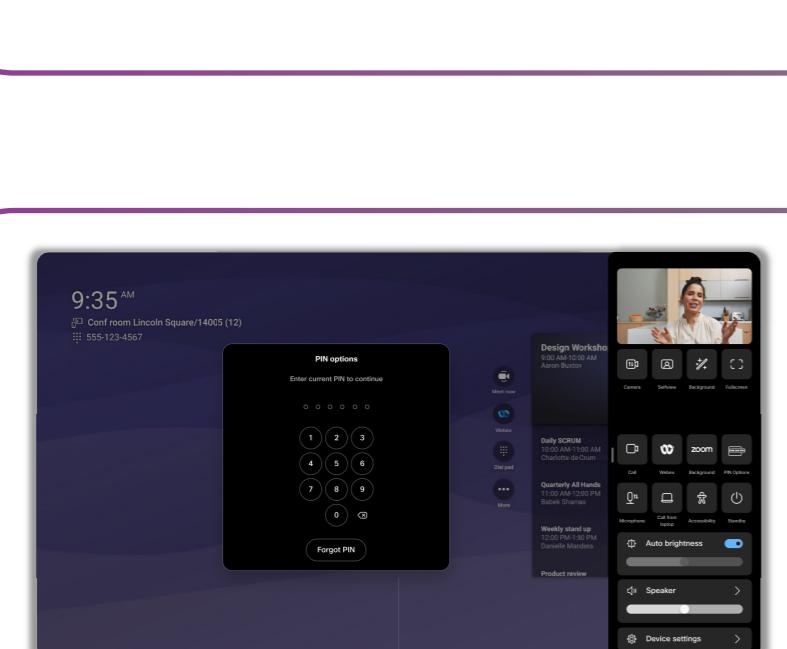 9:35 AM
Conf room Lincoln Square/14005 (12)
555-123-4567
PIN options
Enter current PIN to continue
1 2 3
4 5 6
7 8 9
0
Forgot PIN
Meet now
Webex
Dial pad
More
Design Worksho
9:00 AM-10:00 AM
Aaron Buxton
Daily SCRUM
10:00 AM-11:00 AM
Charlotte de Crum
Quarterly All Hands
11:00 AM-12:00 PM
Babek Shamas
Weekly stand up
12:00 PM-1:30 PM
Danielle Mandera
Product review
Camera Selfview Background Fullscreen
zoom
Call Webex Background PIN Options
Microphone Call from laptop Accessibility Standby
Auto brightness
Speaker
Device settings